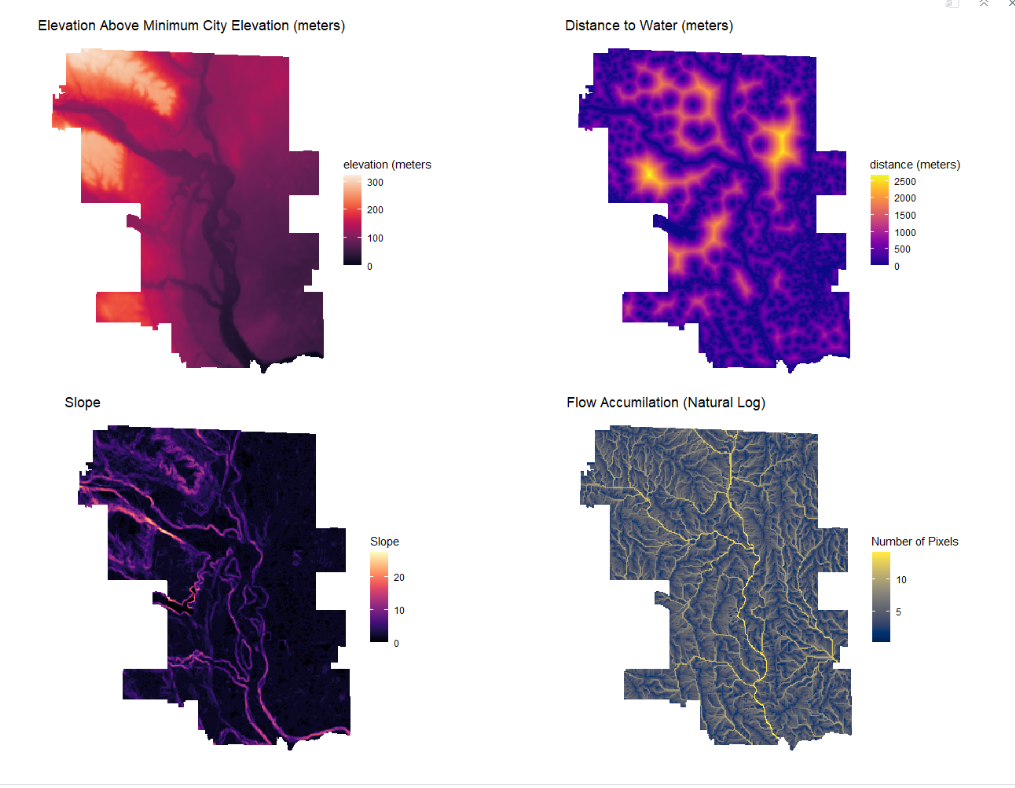 Elevation Above Minimum City Elevation (meters)
Distance to Water (meters)
elevation (meters
300
200
100
0
distance (meters)
2500
2000
1500
1000
500
0
Slope
Flow Accumilation (Natural Log)
Slope
20
10
0
Number of Pixels
10
5